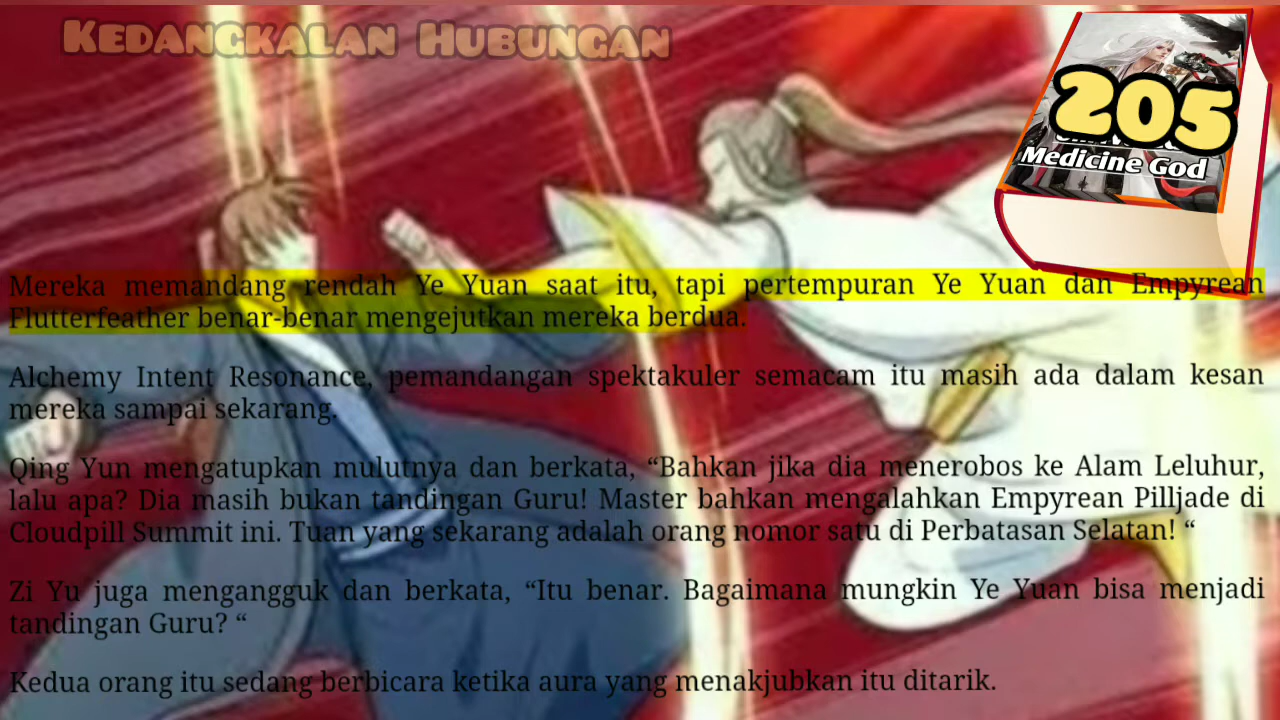 Kedangkalan Hubungan
205
Medicine God
Mereka memandang rendah Ye Yuan saat itu, tapi pertempuran Ye Yuan dan Empyrean
Flutterfeather benar-benar mengejutkan mereka berdua.
Alchemy Intent Resonance, pemandangan spektakuler semacam itu masih ada dalam kesan
mereka sampai sekarang.
Qing Yun mengatupkan mulutnya dan berkata, “Bahkan jika dia menerobos ke Alam Leluhur,
lalu apa? Dia masih bukan tandingan Guru! Master bahkan mengalahkan Empyrean Pilljade di
Cloudpill Summit ini. Tuan yang sekarang adalah orang nomor satu di Perbatasan Selatan! “
Zi Yu juga mengangguk dan berkata, “Itu benar. Bagaimana mungkin Ye Yuan bisa menjadi
tandingan Guru? “
Kedua orang itu sedang berbicara ketika aura yang menakjubkan itu ditarik.